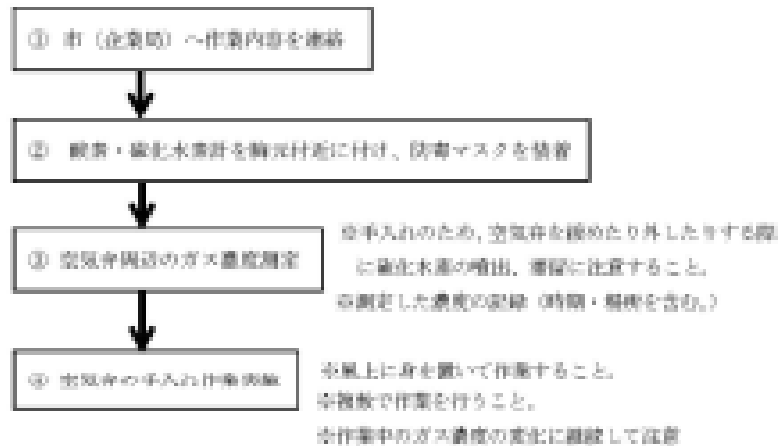 ① 市（企業局）へ作業内容を連絡
② 酸素・硫化水素計を胸元付近に付け、防毒マスクを装着
③ 空気弁周辺のガス濃度測定
※手入れのため、空気弁を緩めたり外したりする際
に硫化水素の噴出、漏洩に注意すること。
※測定した濃度の記録（時間・場所を含む。）
④ 空気弁の手入れ作業実施
※風上に身を置いて作業すること。
※複数で作業を行うこと。
※作業中のガス濃度の変化に継続して注意